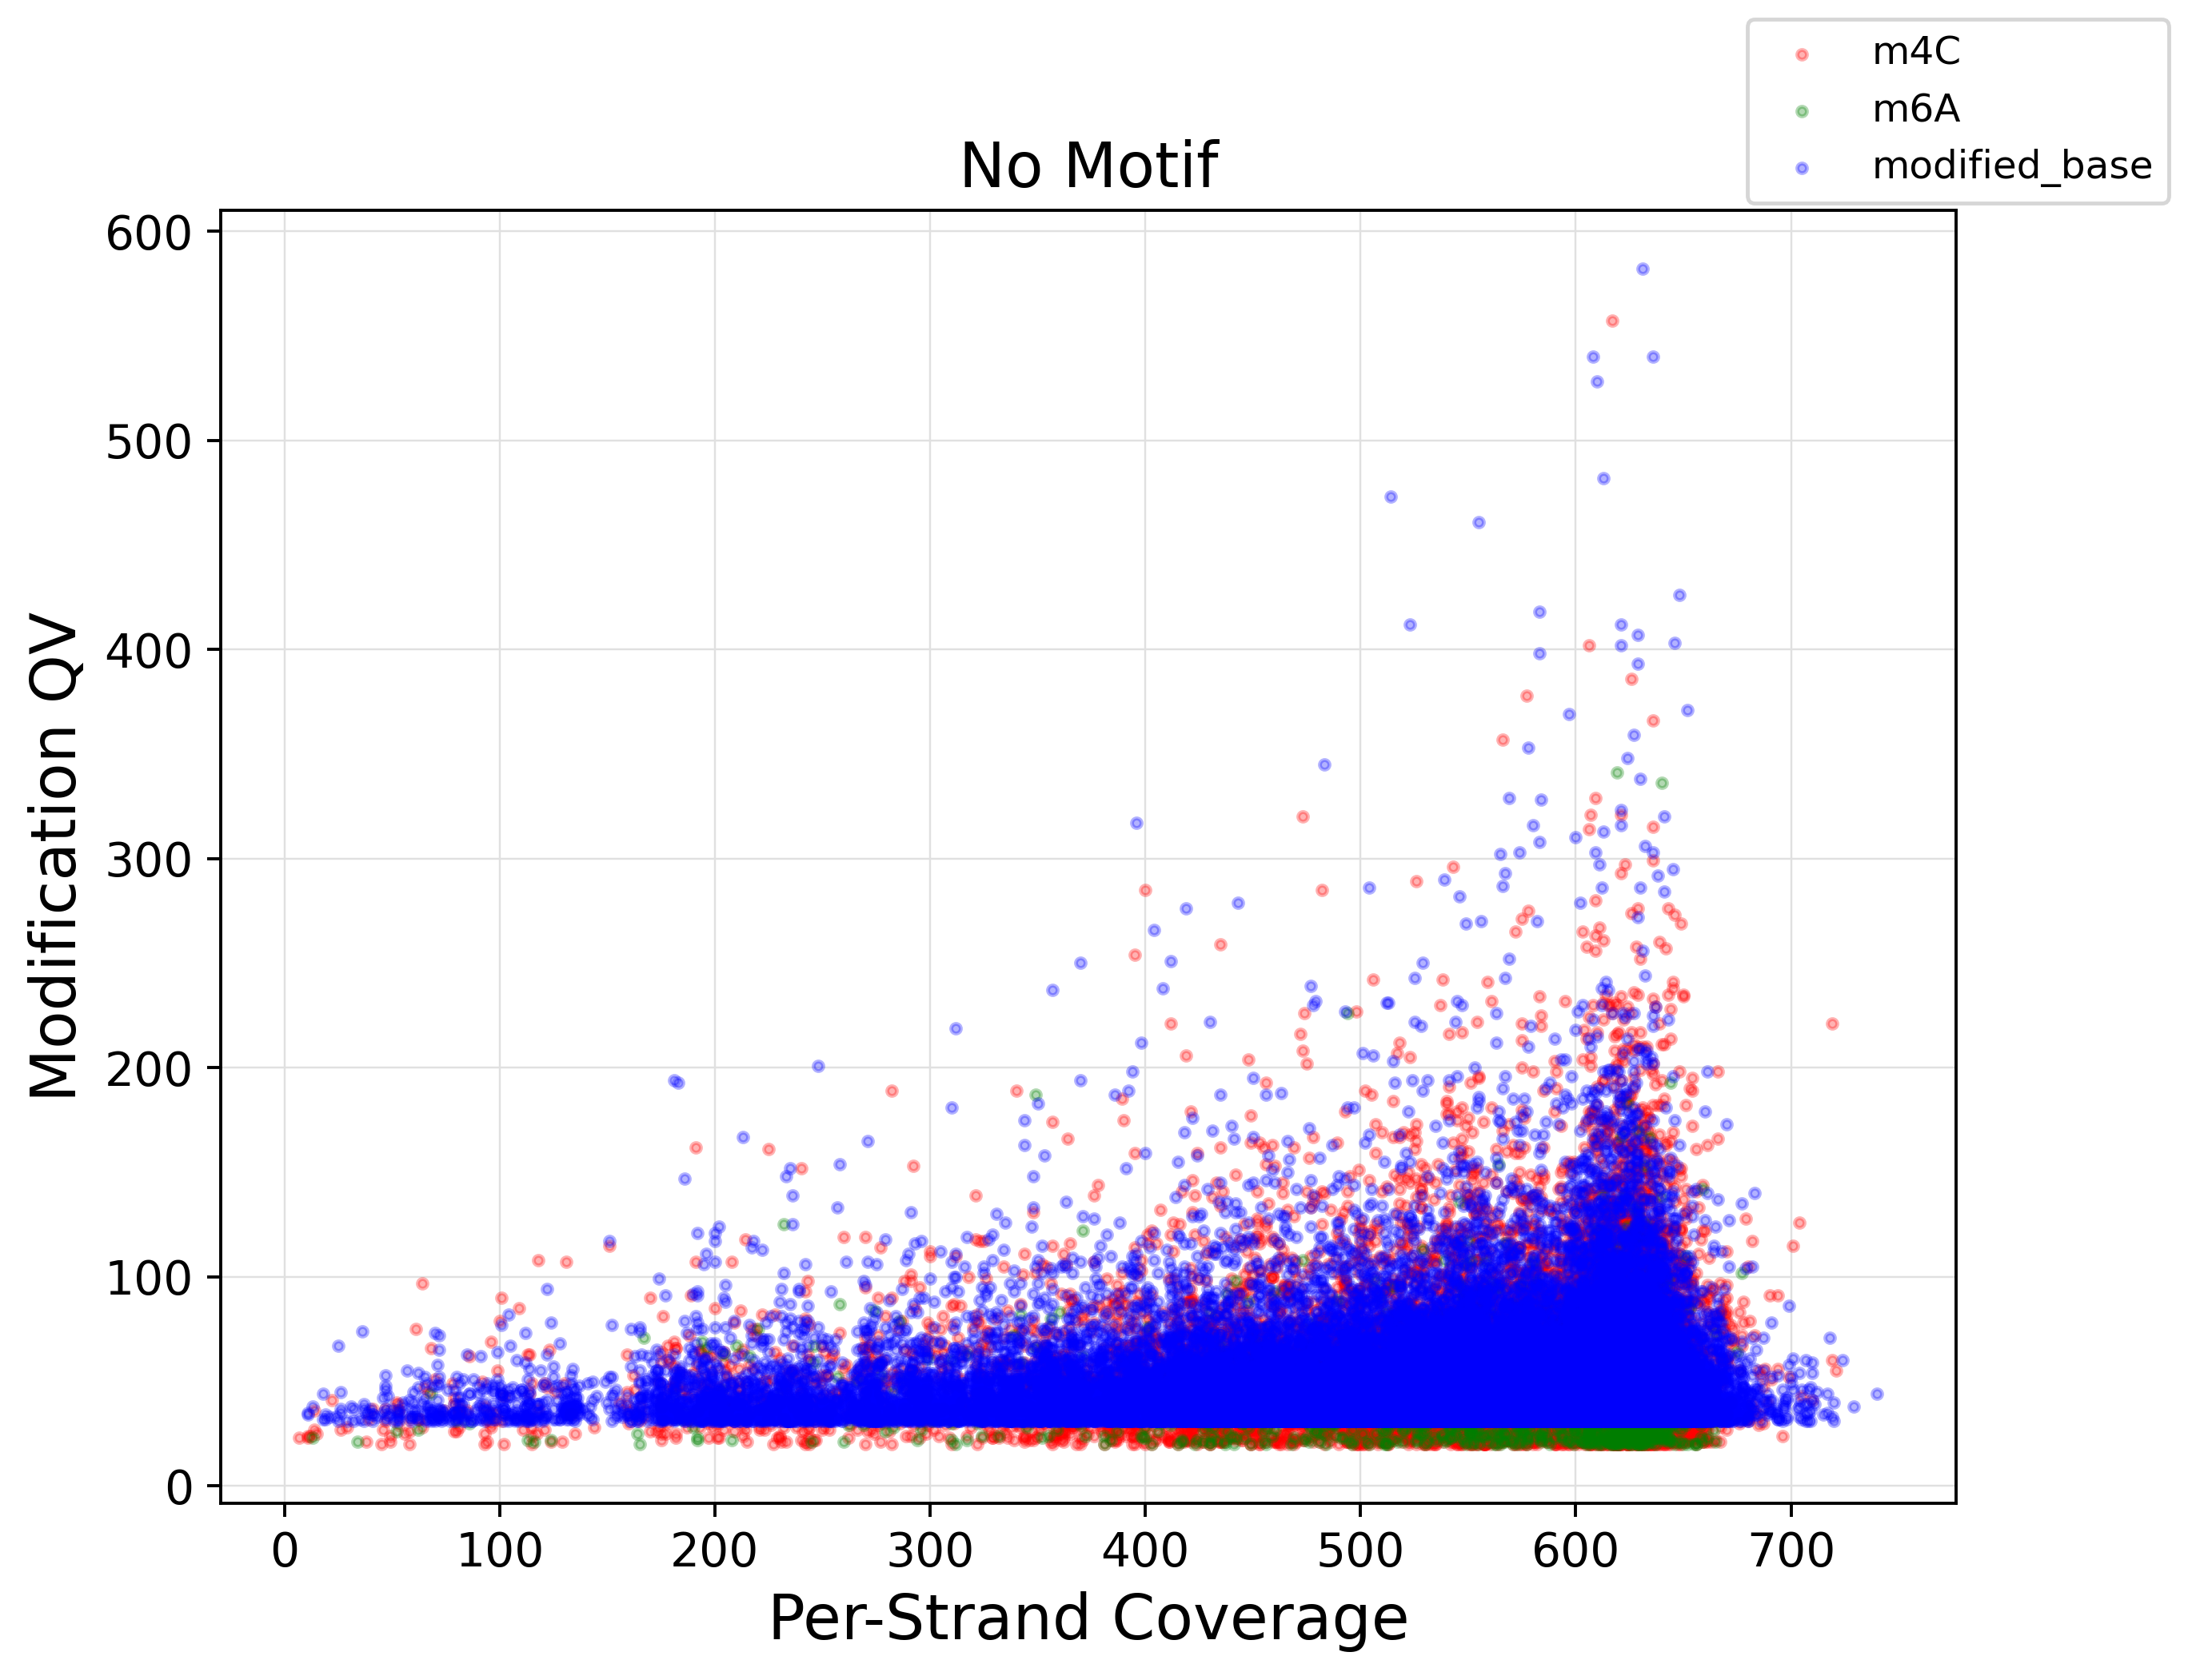 m4C
m6A
modified_base
No Motif
600
500
400
300
200
100
0
Modification QV
0 100 200 300 400 500 600 700
Per-Strand Coverage